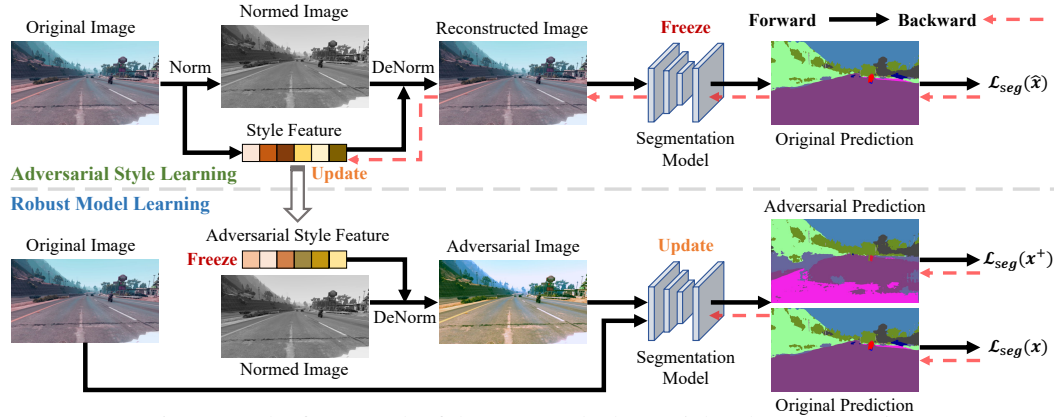 Original Image
Normed Image
Reconstructed Image
Freeze
Forward
Backward
Norm
DeNorm
Style Feature
Update
Segmentation
Model
Original Prediction
ℒseg(x̂)
Adversarial Style Learning
Robust Model Learning
Original Image
Adversarial Style Feature
Freeze
DeNorm
Normed Image
Adversarial Image
Update
Segmentation
Model
Adversarial Prediction
ℒseg(x⁺)
ℒseg(x)
Original Prediction